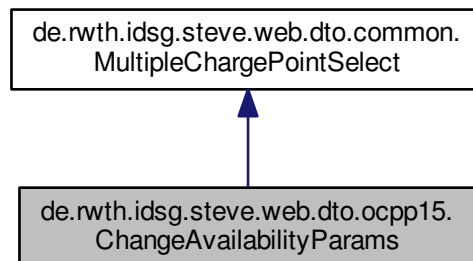 de.rwth.idsg.steve.web.dto.common.
MultipleChargePointSelect
de.rwth.idsg.steve.web.dto.ocpp15.
ChangeAvailabilityParams